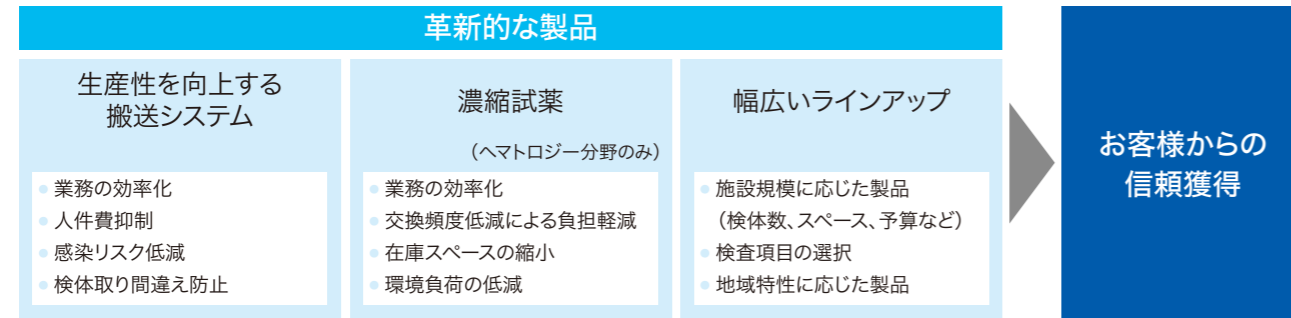 革新的な製品
生産性を向上する
搬送システム
• 業務の効率化
• 人件費抑制
• 感染リスク低減
• 検体取り間違え防止
濃縮試薬
（ヘマトロジー分野のみ）
• 業務の効率化
• 交換頻度低減による負担軽減
• 在庫スペースの縮小
• 環境負荷の低減
幅広いラインアップ
• 施設規模に応じた製品
（検体数、スペース、予算など）
• 検査項目の選択
• 地域特性に応じた製品
お客様からの
信頼獲得